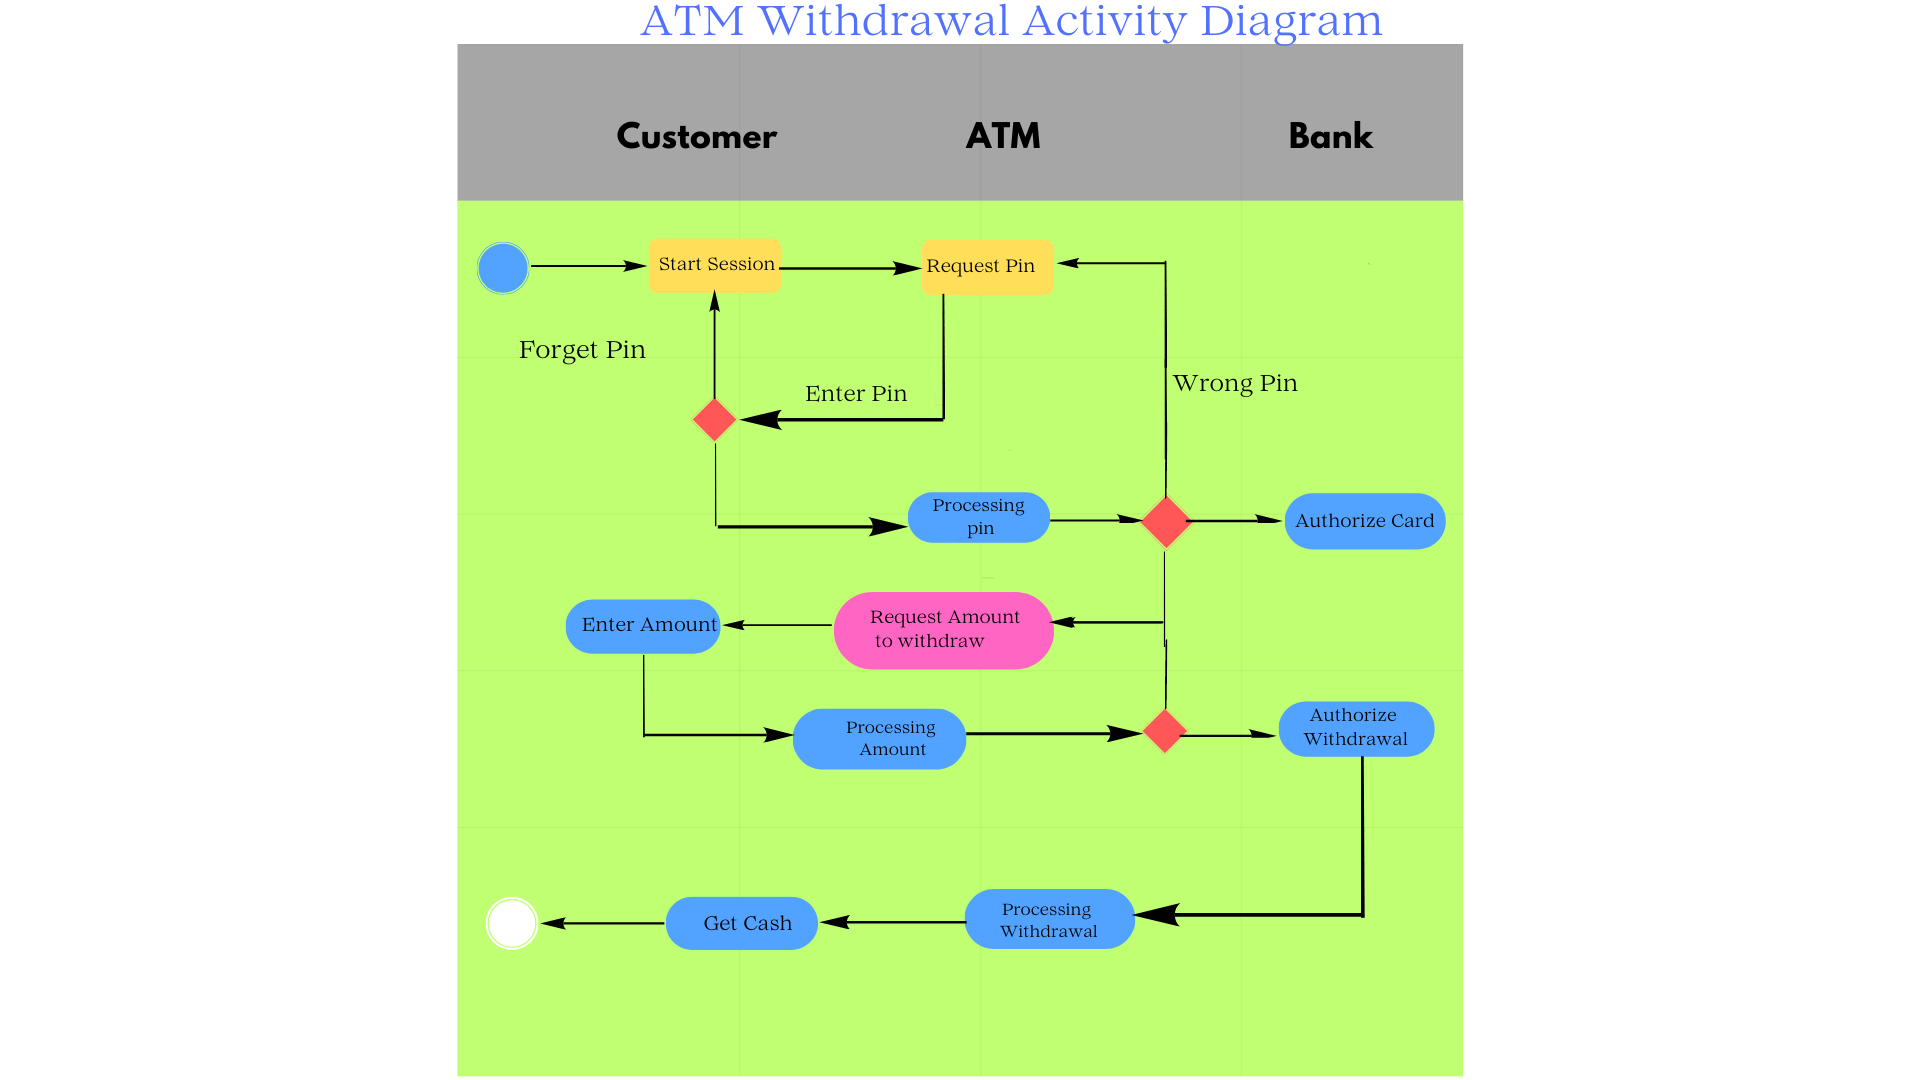 ATM Withdrawal Activity Diagram
Customer
ATM
Bank
Start Session
Request Pin
Forget Pin
Enter Pin
Wrong Pin
Processing
pin
Authorize Card
Enter Amount
Request Amount
to withdraw
Processing
Amount
Authorize
Withdrawal
Get Cash
Processing
Withdrawal